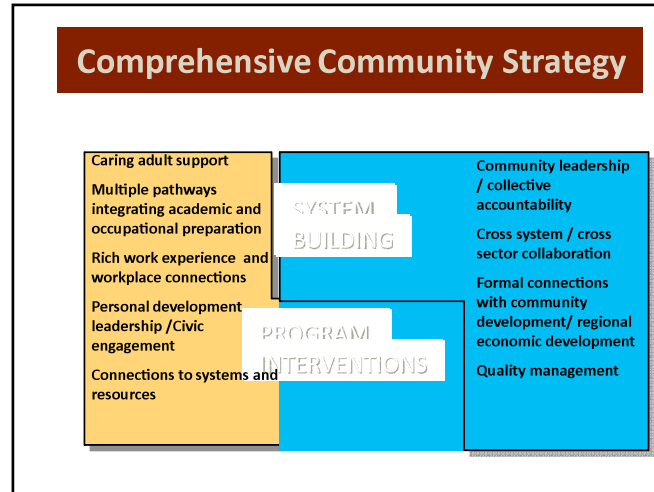 Comprehensive Community Strategy
Caring adult support
Multiple pathways
integrating academic and
occupational preparation
Rich work experience  and
workplace connections
Personal development
leadership /Civic
engagement
Connections to systems and
resources
SYSTEM
BUILDING
PROGRAM
INTERVENTIONS
Community leadership
/ collective
accountability
Cross system / cross
sector collaboration
Formal connections
with community
development/ regional
economic development
Quality management